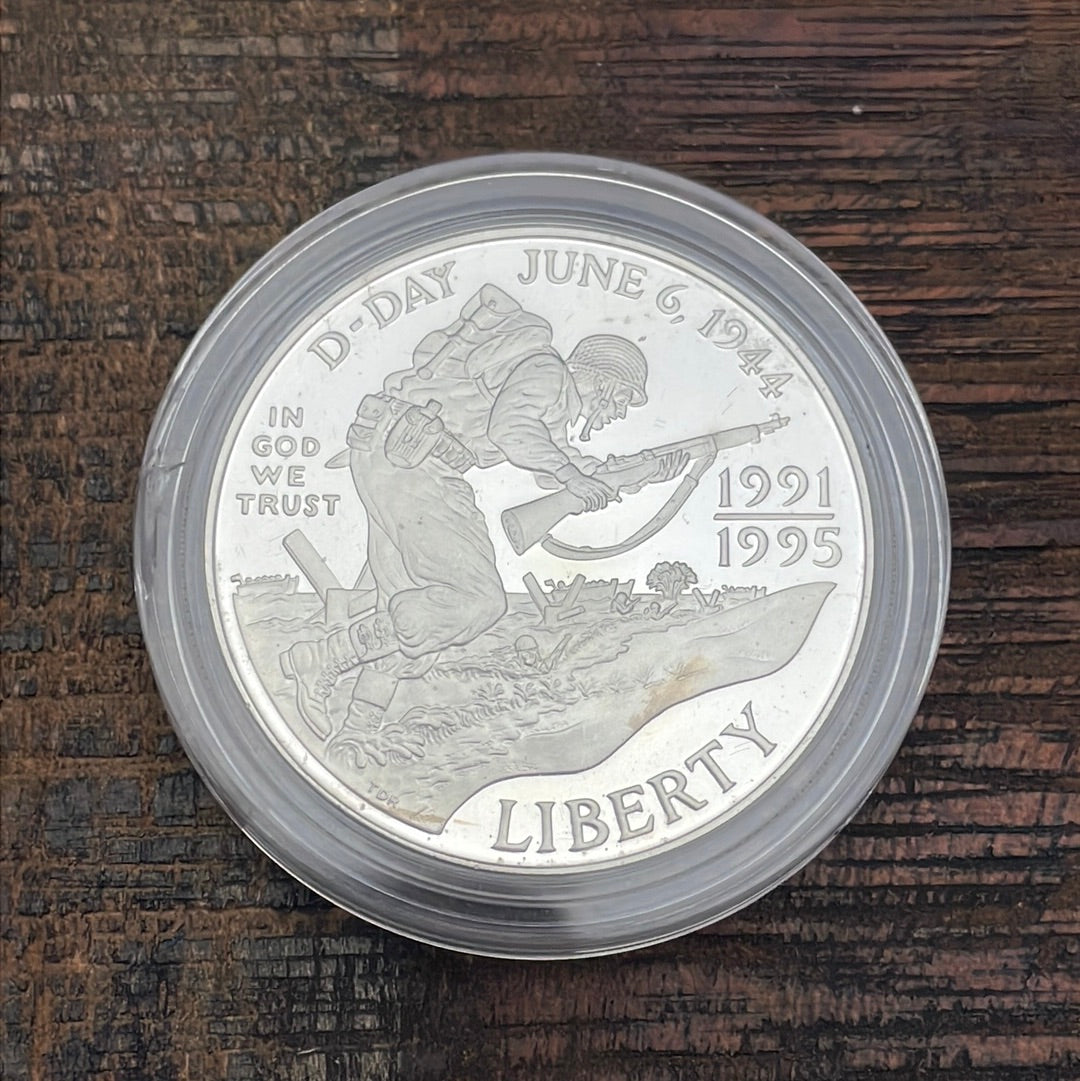 D-DAY JUNE 6, 1944
IN
GOD
WE
TRUST
1991
1995
TDR
LIBERTY